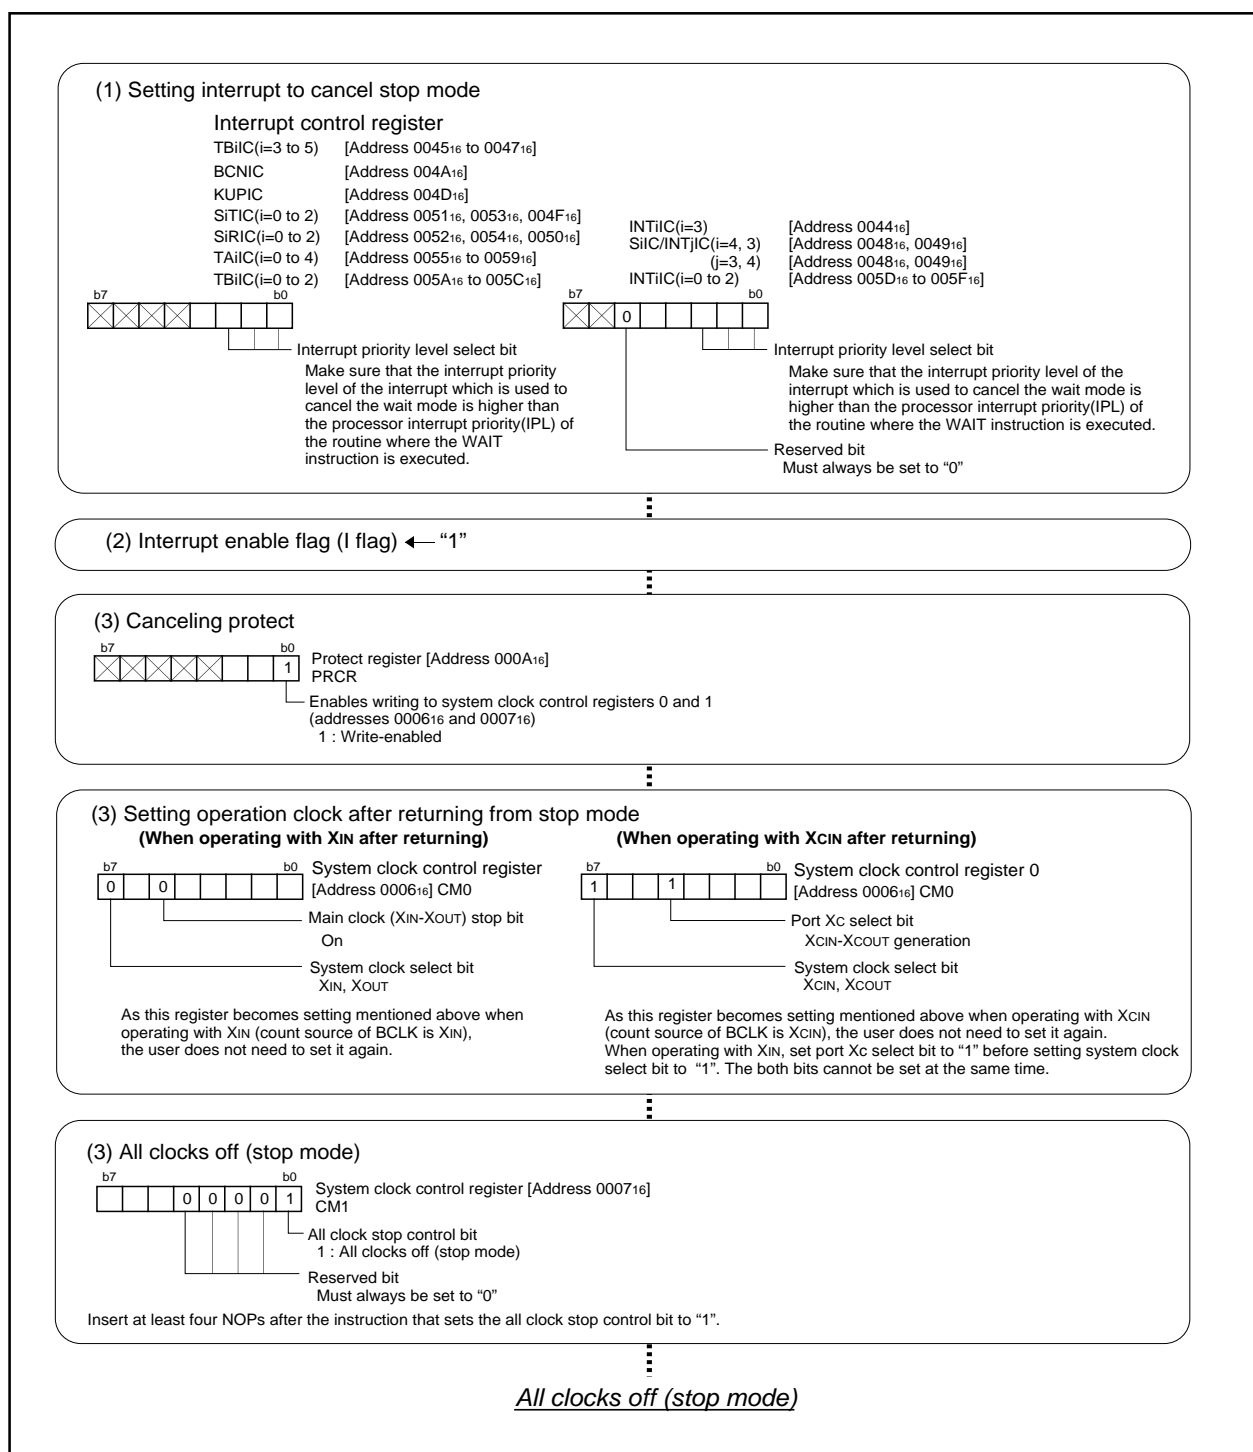 (1) Setting interrupt to cancel stop mode
Interrupt control register
TBiIC(i=3 to 5) [Address 004516 to 004716]
BCNIC [Address 004A16]
KUPIC [Address 004D16]
SiTIC(i=0 to 2) [Address 005116, 005316, 004F16]
SiRIC(i=0 to 2) [Address 005216, 005416, 005016]
TAiIC(i=0 to 4) [Address 005516 to 005916]
TBiIC(i=0 to 2) [Address 005A16 to 005C16]
b7 b0
Interrupt priority level select bit
Make sure that the interrupt priority
level of the interrupt which is used to
cancel the wait mode is higher than
the processor interrupt priority(IPL) of
the routine where the WAIT
instruction is executed.
INTiIC(i=3) [Address 004416]
SiIC/INTjIC(i=4, 3) [Address 004816, 004916]
(j=3, 4) [Address 004816, 004916]
INTiIC(i=0 to 2) [Address 005D16 to 005F16]
b7 b0
0
Interrupt priority level select bit
Make sure that the interrupt priority level of the
interrupt which is used to cancel the wait mode is
higher than the processor interrupt priority(IPL) of
the routine where the WAIT instruction is executed.
Reserved bit
Must always be set to “0”
(2) Interrupt enable flag (I flag) ← “1”
(3) Canceling protect
b7 b0
1
Protect register [Address 000A16]
PRCR
Enables writing to system clock control registers 0 and 1
(addresses 000616 and 000716)
1 : Write-enabled
(3) Setting operation clock after returning from stop mode
(When operating with XIN after returning)
b7 b0
0 0
System clock control register
[Address 000616] CM0
Main clock (XIN-XOUT) stop bit
On
System clock select bit
XIN, XOUT
As this register becomes setting mentioned above when
operating with XIN (count source of BCLK is XIN),
the user does not need to set it again.
(When operating with XCIN after returning)
b7 b0
1 1
System clock control register 0
[Address 000616] CM0
Port XC select bit
XCIN-XCOUT generation
System clock select bit
XCIN, XCOUT
As this register becomes setting mentioned above when operating with XCIN
(count source of BCLK is XCIN), the user does not need to set it again.
When operating with XIN, set port XC select bit to “1” before setting system clock
select bit to “1”. The both bits cannot be set at the same time.
(3) All clocks off (stop mode)
b7 b0
0 0 0 0 1
System clock control register [Address 000716]
CM1
All clock stop control bit
1 : All clocks off (stop mode)
Reserved bit
Must always be set to “0”
Insert at least four NOPs after the instruction that sets the all clock stop control bit to “1”.
All clocks off (stop mode)